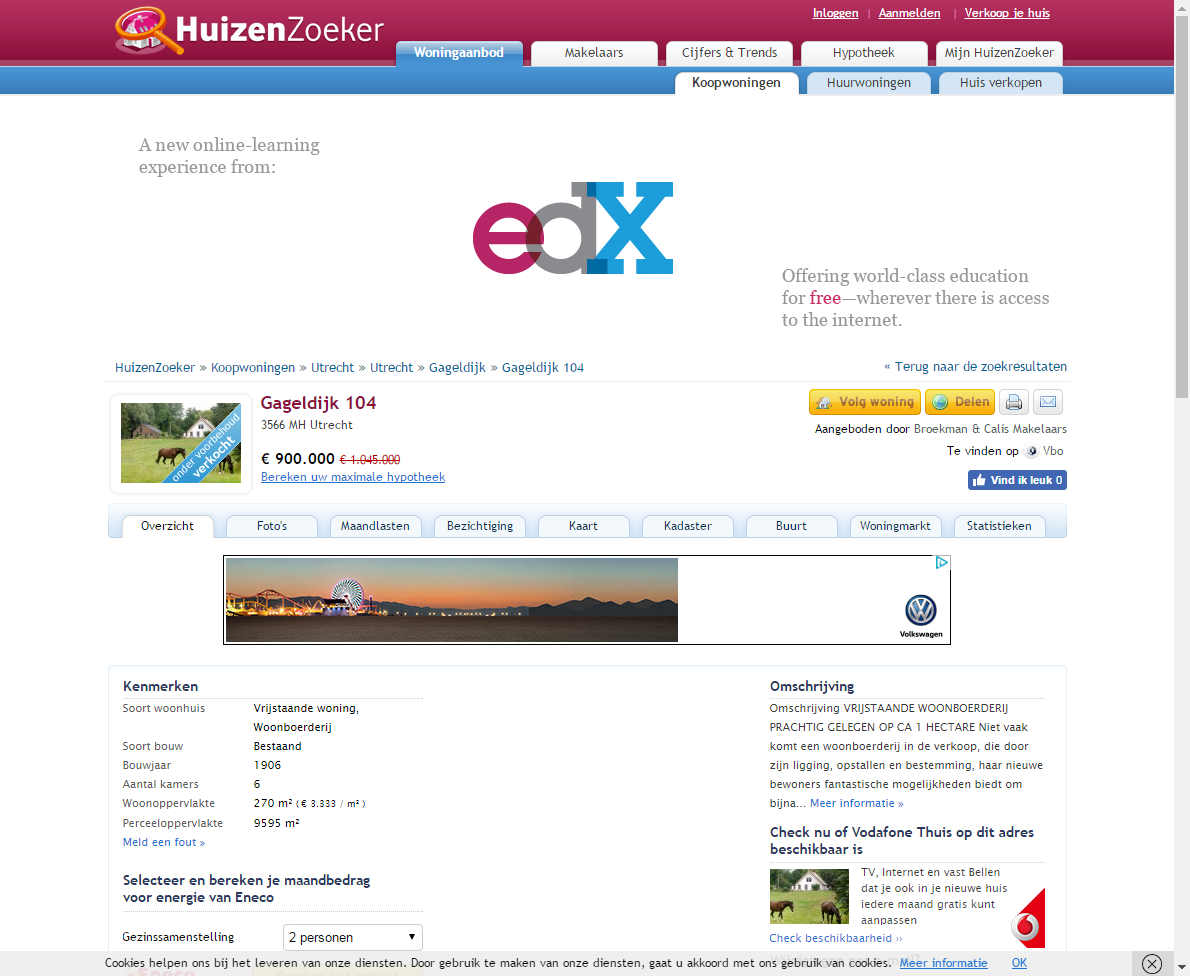 HuizenZoeker
Inloggen | Aanmelden | Verkoop je huis
Woningaanbod
Makelaars
Cijfers & Trends
Hypotheek
Mijn HuizenZoeker
Koopwoningen
Huurwoningen
Huis verkopen
A new online-learning
experience from:
edX
Offering world-class education
for free—wherever there is access
to the internet.
HuizenZoeker » Koopwoningen » Utrecht » Utrecht » Gageldijk » Gageldijk 104
« Terug naar de zoekresultaten
onder voorbehoud
verkocht
Gageldijk 104
3566 MH Utrecht
€ 900.000 € 1.045.000
Bereken uw maximale hypotheek
Volg woning
Delen
Aangeboden door Broekman & Calis Makelaars
Te vinden op Vbo
Vind ik leuk 0
Overzicht
Foto's
Maandlasten
Bezichtiging
Kaart
Kadaster
Buurt
Woningmarkt
Statistieken
Volkswagen
Kenmerken
Soort woonhuis Vrijstaande woning,
Woonboerderij
Soort bouw Bestaand
Bouwjaar 1906
Aantal kamers 6
Woonoppervlakte 270 m² ( € 3.333 / m² )
Perceeloppervlakte 9595 m²
Meld een fout »
Selecteer en bereken je maandbedrag
voor energie van Eneco
Gezinssamenstelling 2 personen
Omschrijving
Omschrijving VRIJSTAANDE WOONBOERDERIJ
PRACHTIG GELEGEN OP CA 1 HECTARE Niet vaak
komt een woonboerderij in de verkoop, die door
zijn ligging, opstallen en bestemming, haar nieuwe
bewoners fantastische mogelijkheden biedt om
bijna... Meer informatie »
Check nu of Vodafone Thuis op dit adres
beschikbaar is
TV, Internet en vast Bellen
dat je ook in je nieuwe huis
iedere maand gratis kunt
aanpassen
Check beschikbaarheid ››
Cookies helpen ons bij het leveren van onze diensten. Door gebruik te maken van onze diensten, gaat u akkoord met ons gebruik van cookies. Meer informatie OK